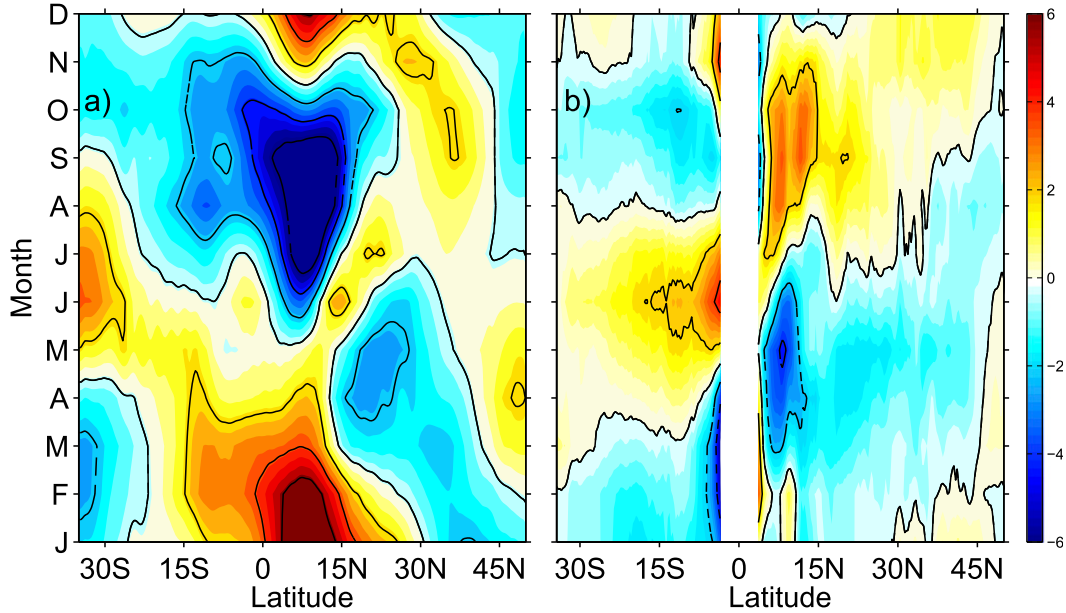 D
N
O
S
A
J
J
M
A
M
F
J
Month
a)
30S 15S 0 15N 30N 45N
Latitude
b)
30S 15S 0 15N 30N 45N
Latitude
6
4
2
0
−2
−4
−6